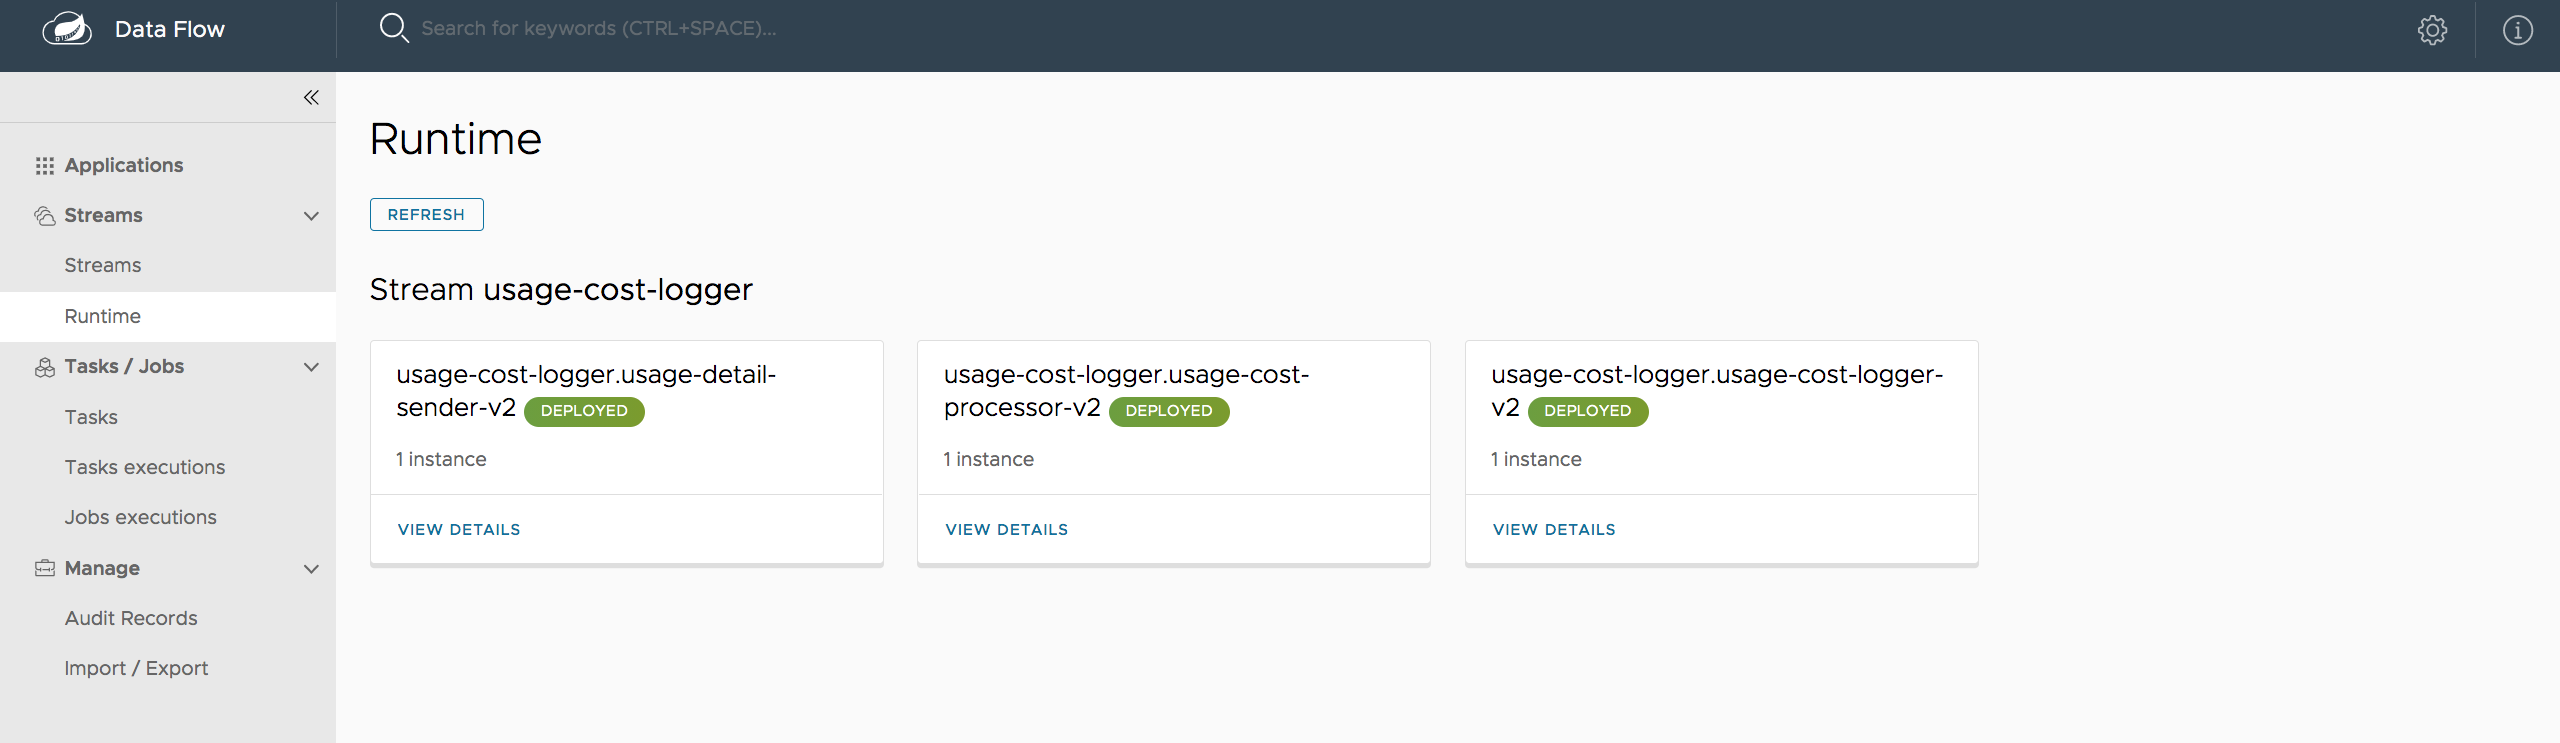 Data Flow
Search for keywords (CTRL+SPACE)...
Applications
Streams
Streams
Runtime
Tasks / Jobs
Tasks
Tasks executions
Jobs executions
Manage
Audit Records
Import / Export
Runtime
REFRESH
Stream usage-cost-logger
usage-cost-logger.usage-detail-
sender-v2 DEPLOYED
1 instance
VIEW DETAILS
usage-cost-logger.usage-cost-
processor-v2 DEPLOYED
1 instance
VIEW DETAILS
usage-cost-logger.usage-cost-logger-
v2 DEPLOYED
1 instance
VIEW DETAILS